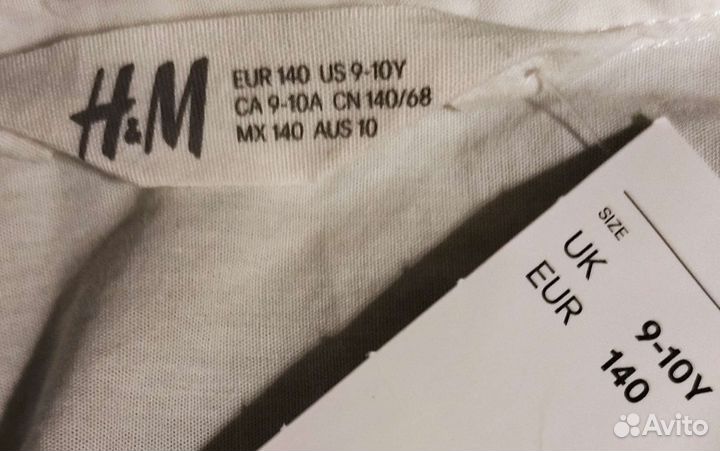 H&M
EUR 140 US 9-10Y
CA 9-10A CN 140/68
MX 140 AUS 10
SIZE
UK 9-10Y
EUR 140
Avito